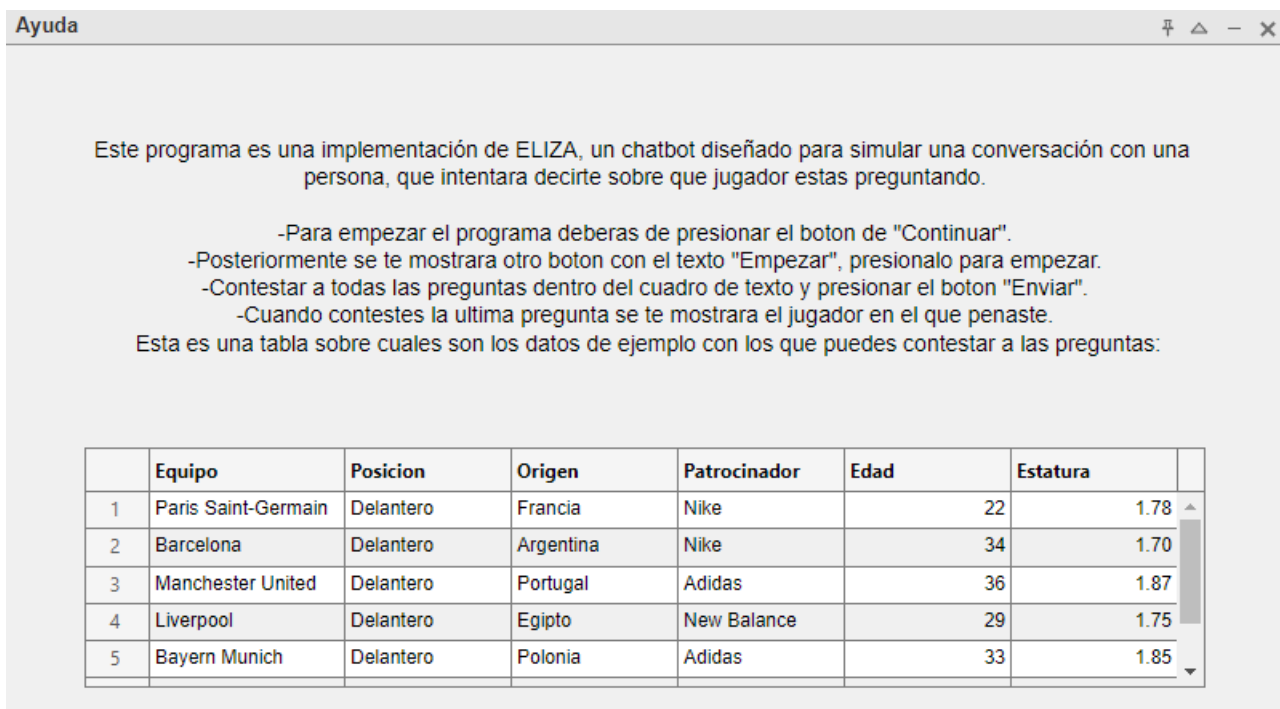 Ayuda
Este programa es una implementación de ELIZA, un chatbot diseñado para simular una conversación con una
persona, que intentara decirte sobre que jugador estas preguntando.
-Para empezar el programa deberas de presionar el boton de "Continuar".
-Posteriormente se te mostrara otro boton con el texto "Empezar", presionalo para empezar.
-Contestar a todas las preguntas dentro del cuadro de texto y presionar el boton "Enviar".
-Cuando contestes la ultima pregunta se te mostrara el jugador en el que penaste.
Esta es una tabla sobre cuales son los datos de ejemplo con los que puedes contestar a las preguntas:
Equipo Posicion Origen Patrocinador Edad Estatura
1 Paris Saint-Germain Delantero Francia Nike 22 1.78
2 Barcelona Delantero Argentina Nike 34 1.70
3 Manchester United Delantero Portugal Adidas 36 1.87
4 Liverpool Delantero Egipto New Balance 29 1.75
5 Bayern Munich Delantero Polonia Adidas 33 1.85